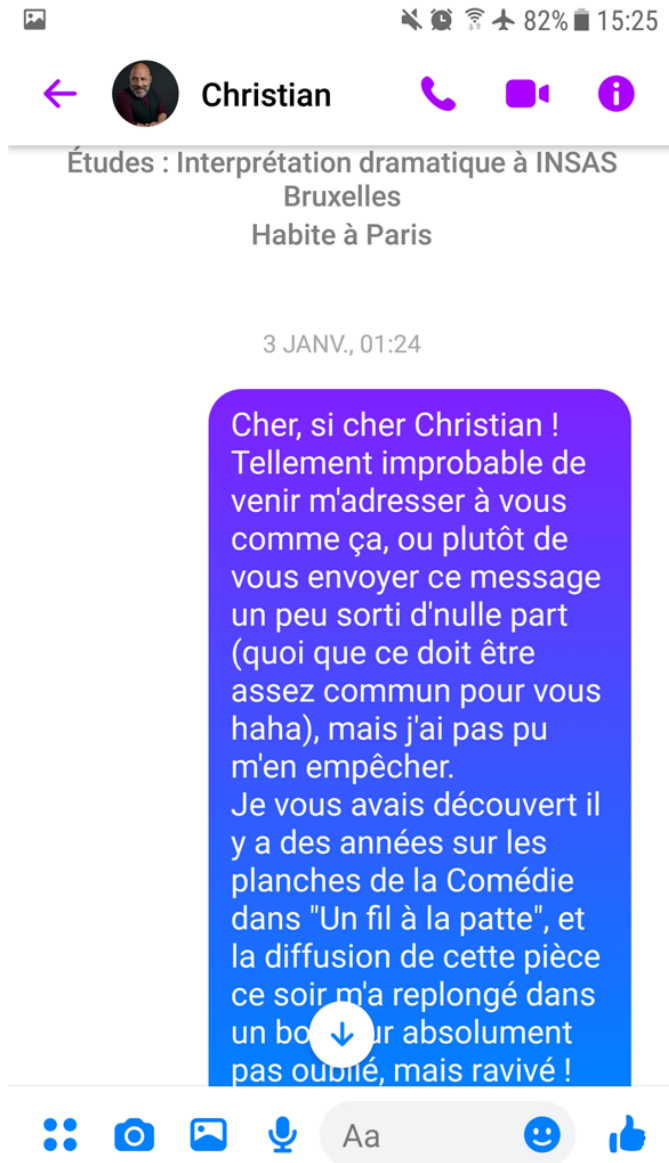 82% 15:25
Christian
Études : Interprétation dramatique à INSAS
Bruxelles
Habite à Paris
3 JANV., 01:24
Cher, si cher Christian !
Tellement improbable de
venir m'adresser à vous
comme ça, ou plutôt de
vous envoyer ce message
un peu sorti d'nulle part
(quoi que ce doit être
assez commun pour vous
haha), mais j'ai pas pu
m'en empêcher.
Je vous avais découvert il
y a des années sur les
planches de la Comédie
dans "Un fil à la patte", et
la diffusion de cette pièce
ce soir m'a replongé dans
un absolument
pas oublié, mais ravivé !
Aa